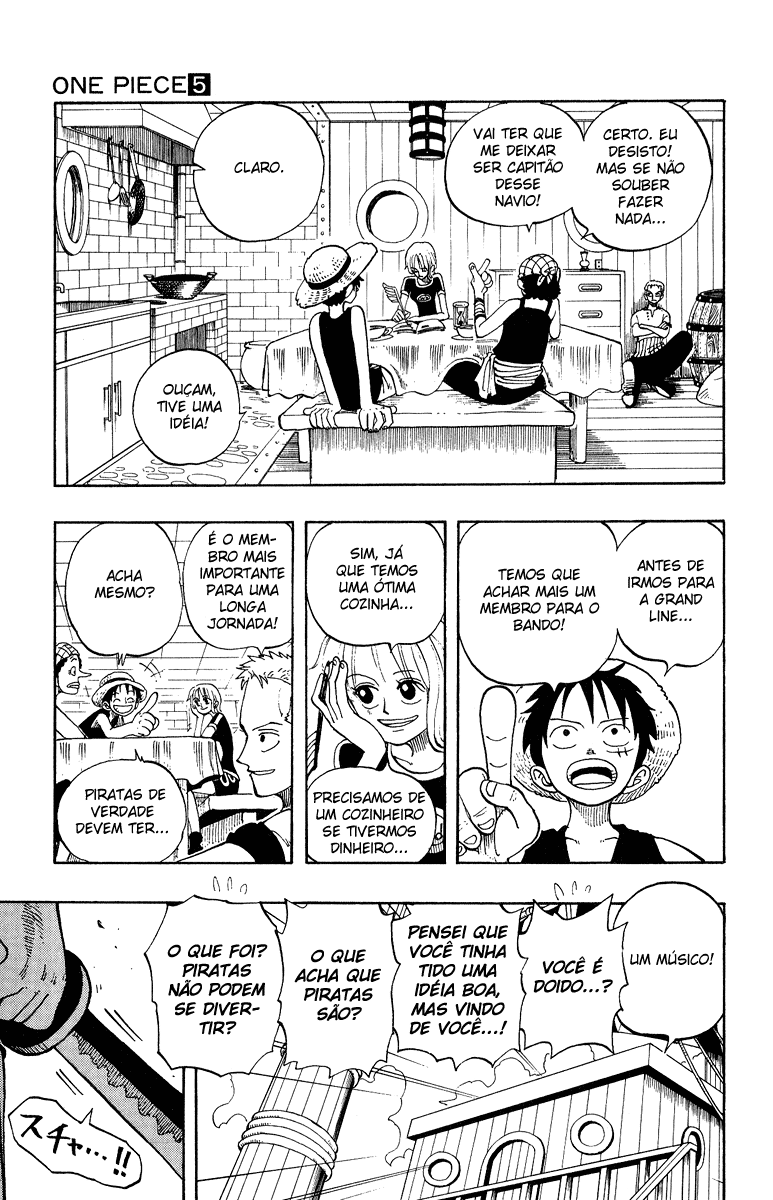 ONE PIECE 5
CERTO. EU
DESISTO!
MAS SE NÃO
SOUBER
FAZER
NADA...
VAI TER QUE
ME DEIXAR
SER CAPITÃO
DESSE
NAVIO!
CLARO.
OUÇAM,
TIVE UMA
IDÉIA!
ANTES DE
IRMOS PARA
A GRAND
LINE...
TEMOS QUE
ACHAR MAIS UM
MEMBRO PARA O
BANDO!
SIM, JÁ
QUE TEMOS
UMA ÓTIMA
COZINHA...
PRECISAMOS DE
UM COZINHEIRO
SE TIVERMOS
DINHEIRO...
É O MEM-
BRO MAIS
IMPORTANTE
PARA UMA
LONGA
JORNADA!
ACHA
MESMO?
PIRATAS DE
VERDADE
DEVEM TER...
UM MÚSICO!
VOCÊ É
DOIDO...?
PENSEI QUE
VOCÊ TINHA
TIDO UMA
IDÉIA BOA,
MAS VINDO
DE VOCÊ...!
O QUE
ACHA QUE
PIRATAS
SÃO?
O QUE FOI?
PIRATAS
NÃO PODEM
SE DIVER-
TIR?
スチャ…!!